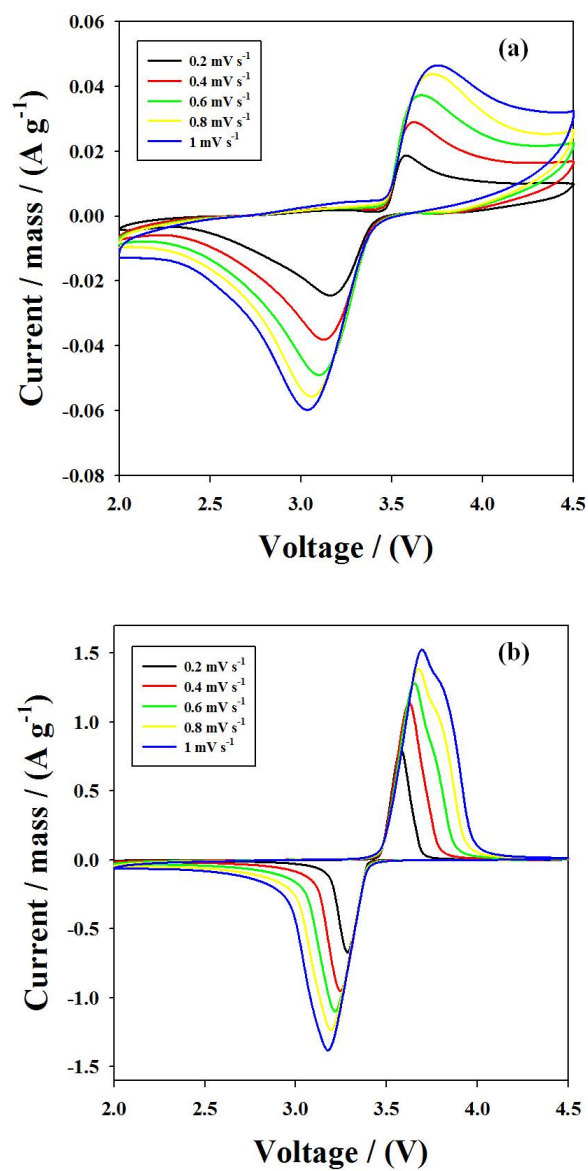 (a)
0.2 mV s⁻¹
0.4 mV s⁻¹
0.6 mV s⁻¹
0.8 mV s⁻¹
1 mV s⁻¹
0.06
0.04
0.02
0.00
-0.02
-0.04
-0.06
-0.08
Current / mass / (A g⁻¹)
2.0 2.5 3.0 3.5 4.0 4.5
Voltage / (V)
(b)
0.2 mV s⁻¹
0.4 mV s⁻¹
0.6 mV s⁻¹
0.8 mV s⁻¹
1 mV s⁻¹
1.5
1.0
0.5
0.0
-0.5
-1.0
-1.5
Current / mass / (A g⁻¹)
2.0 2.5 3.0 3.5 4.0 4.5
Voltage / (V)